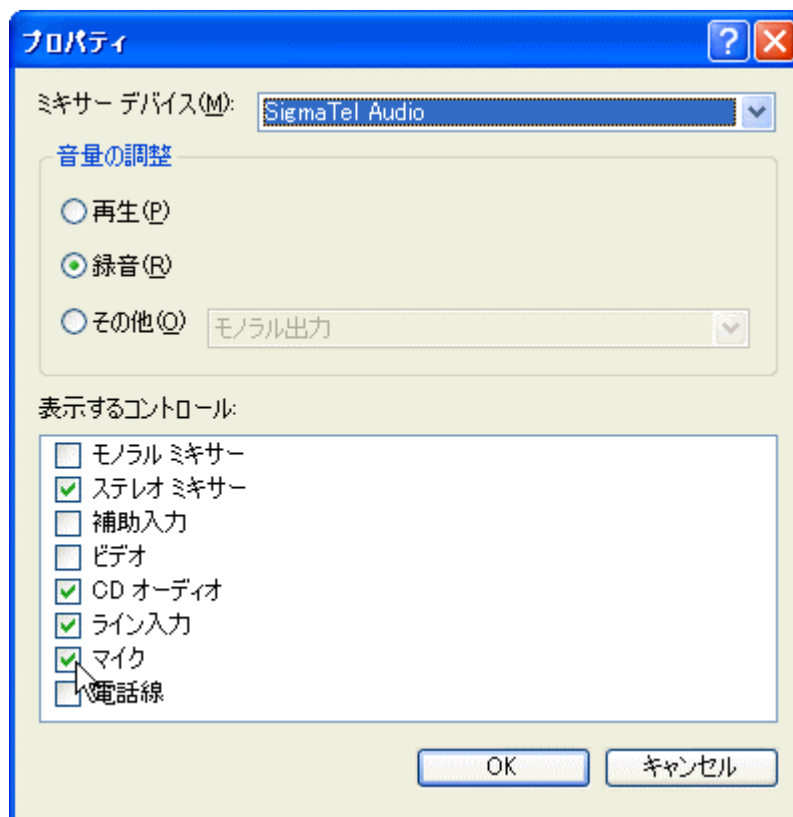 プロパティ
ミキサー デバイス(M): SigmaTel Audio
音量の調整
再生(P)
録音(R)
その他(O) モノラル出力
表示するコントロール:
モノラル ミキサー
ステレオ ミキサー
補助入力
ビデオ
CD オーディオ
ライン入力
マイク
電話線
OK キャンセル